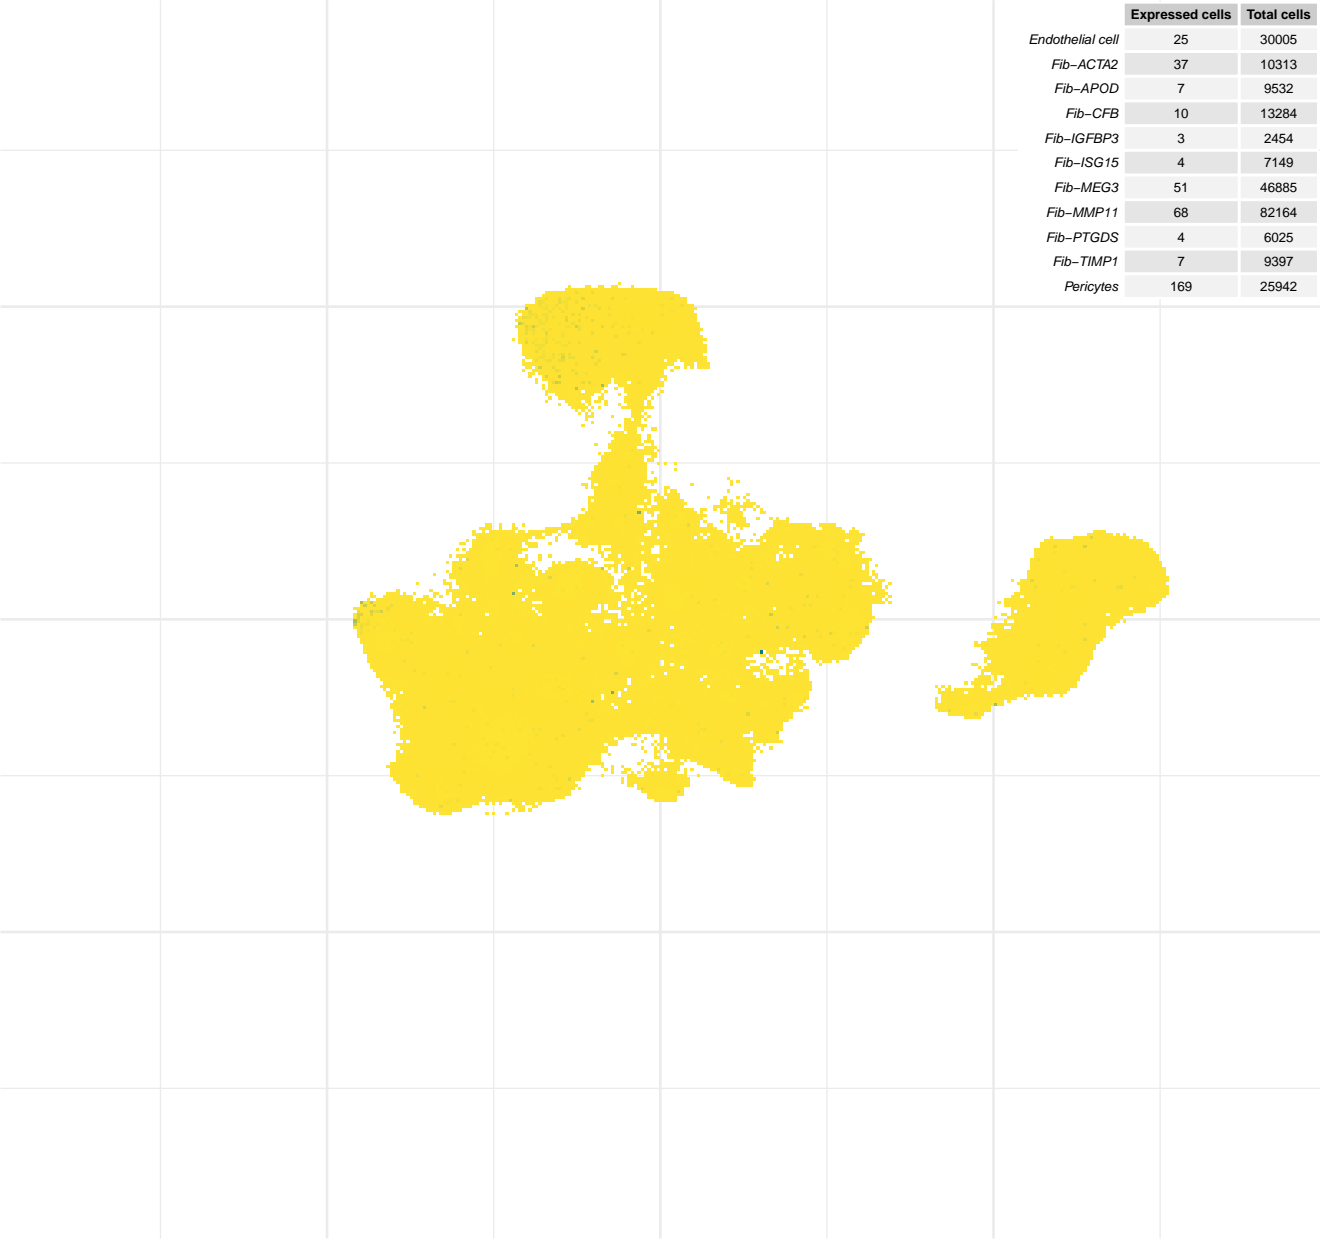 Expressed cells Total cells
Endothelial cell 25 30005
Fib−ACTA2 37 10313
Fib−APOD 7 9532
Fib−CFB 10 13284
Fib−IGFBP3 3 2454
Fib−ISG15 4 7149
Fib−MEG3 51 46885
Fib−MMP11 68 82164
Fib−PTGDS 4 6025
Fib−TIMP1 7 9397
Pericytes 169 25942